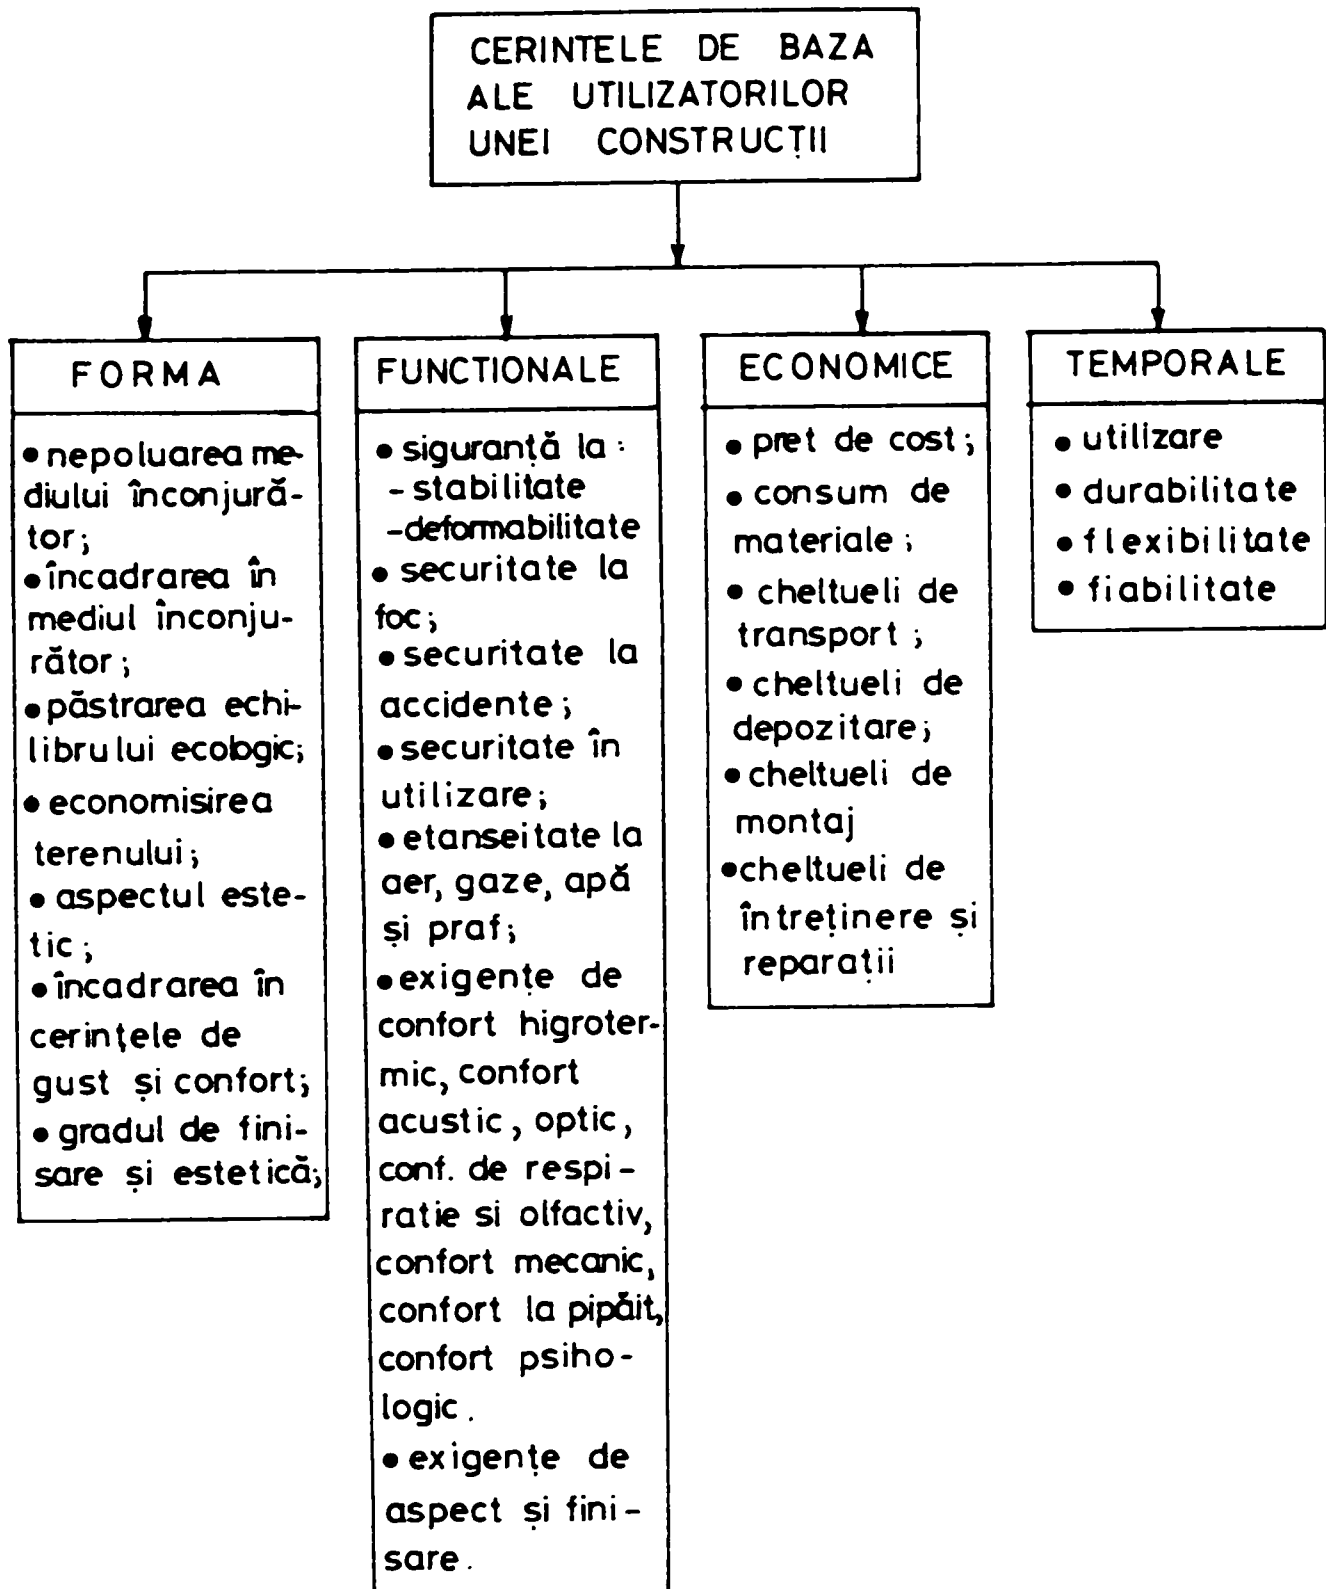 CERINTELE DE BAZA
ALE UTILIZATORILOR
UNEI CONSTRUCȚII
FORMA
• nepoluarea me-
diului înconjură-
tor;
• încadrarea în
mediul înconju-
rător;
• păstrarea echi-
librului ecologic;
• economisirea
terenului;
• aspectul este-
tic;
• încadrarea în
cerințele de
gust și confort;
• gradul de fini-
sare și estetică;
FUNCTIONALE
• siguranță la:
- stabilitate
- deformabilitate
• securitate la
foc;
• securitate la
accidente;
• securitate în
utilizare;
• etanseitate la
aer, gaze, apă
și praf;
• exigențe de
confort higroter-
mic, confort
acustic, optic,
conf. de respi-
ratie si olfactiv,
confort mecanic,
confort la pipăit,
confort psiho-
logic.
• exigențe de
aspect și fini-
sare.
ECONOMICE
• pret de cost;
• consum de
materiale;
• cheltueli de
transport;
• cheltueli de
depozitare;
• cheltueli de
montaj
• cheltueli de
întreținere și
reparații
TEMPORALE
• utilizare
• durabilitate
• flexibilitate
• fiabilitate